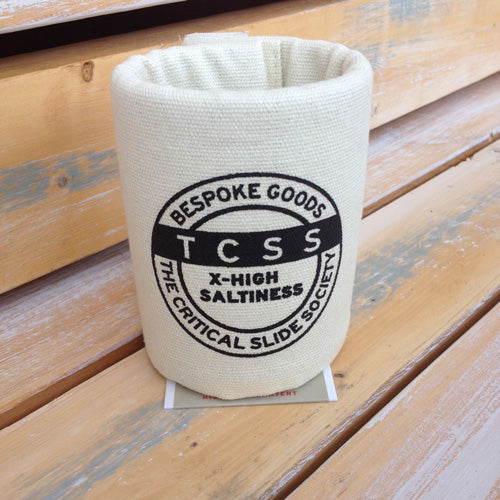 BESPOKE GOODS
TCSS
X-HIGH
SALTINESS
THE CRITICAL SLIDE SOCIETY